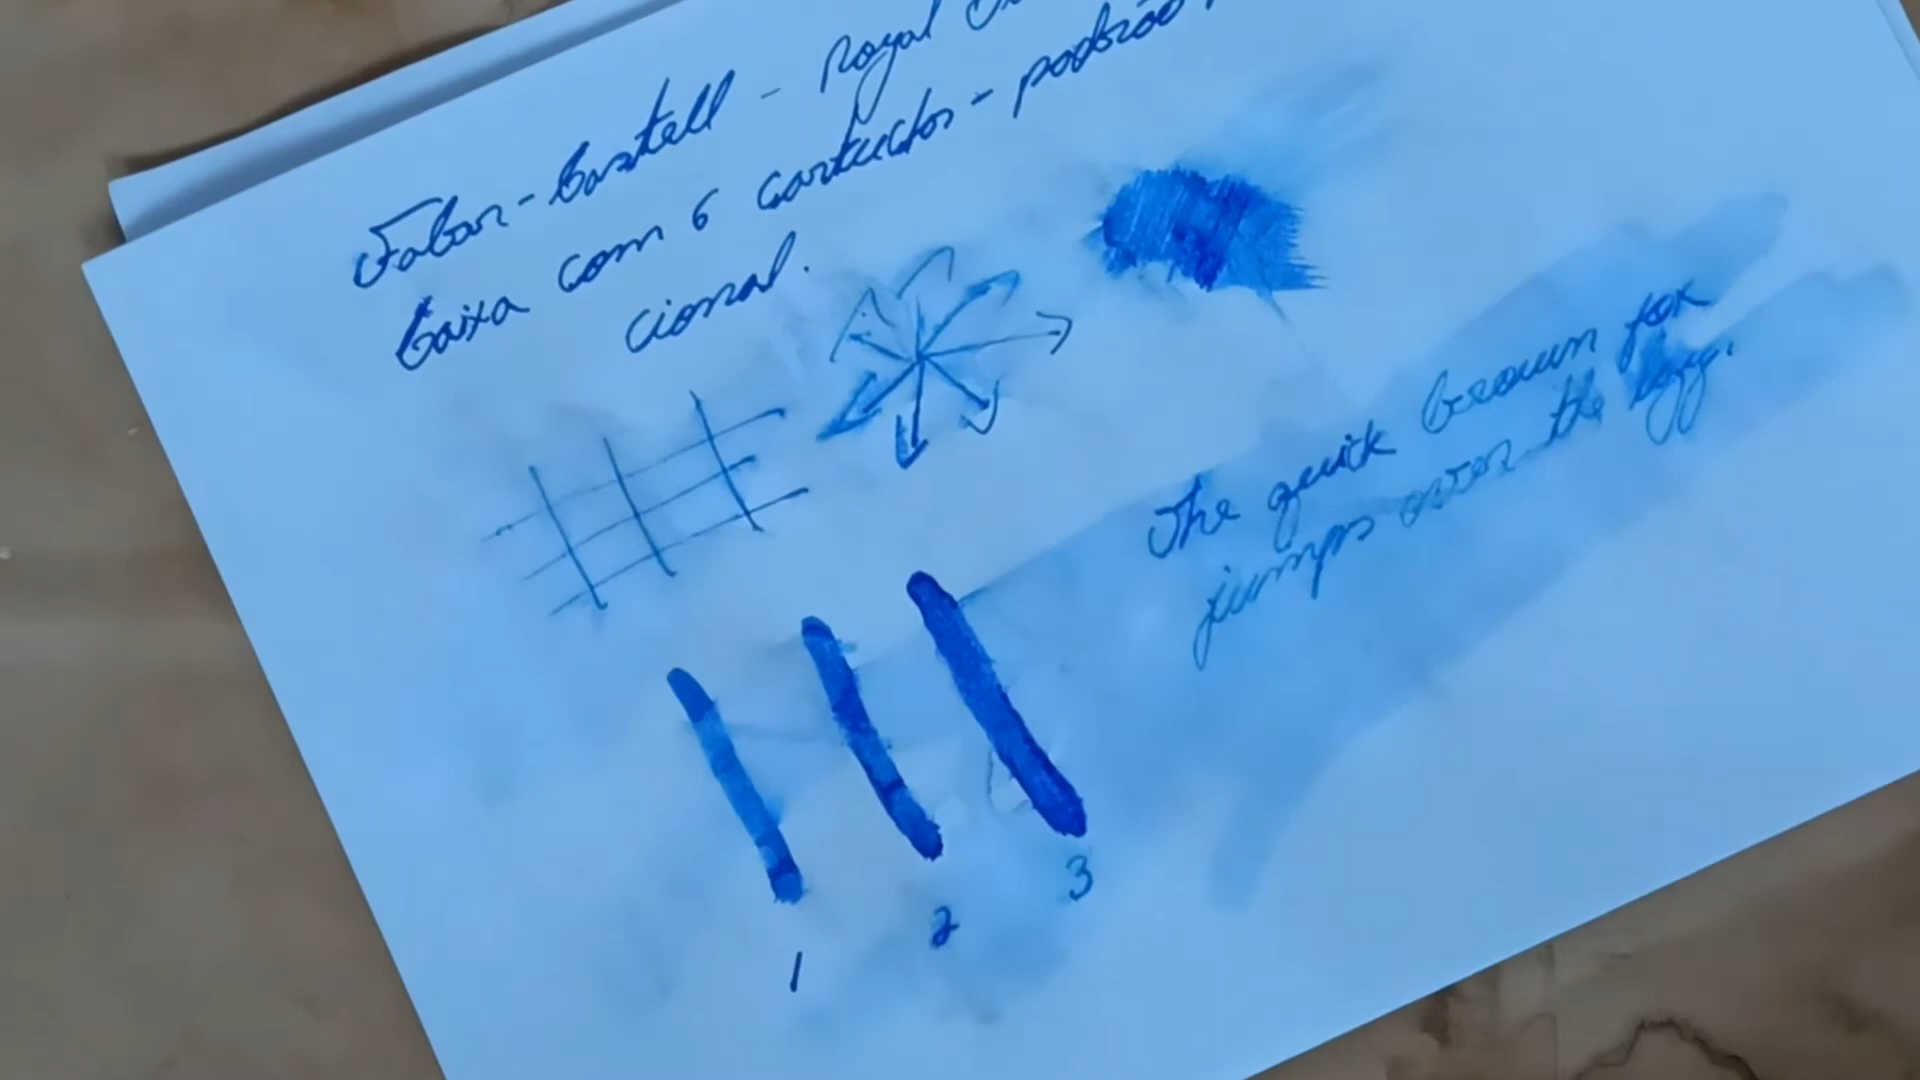 Faber-Castell - Royal
Caixa com 6 cartuchos - padrão
cional.
The quick brown fox
jumps over the lazy.
1
2
3